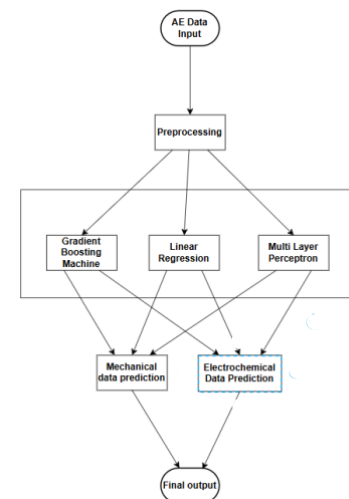 AE Data
Input
Preprocessing
Gradient
Boosting
Machine
Linear
Regression
Multi Layer
Perceptron
Mechanical
data prediction
Electrochemical
Data Prediction
Final output